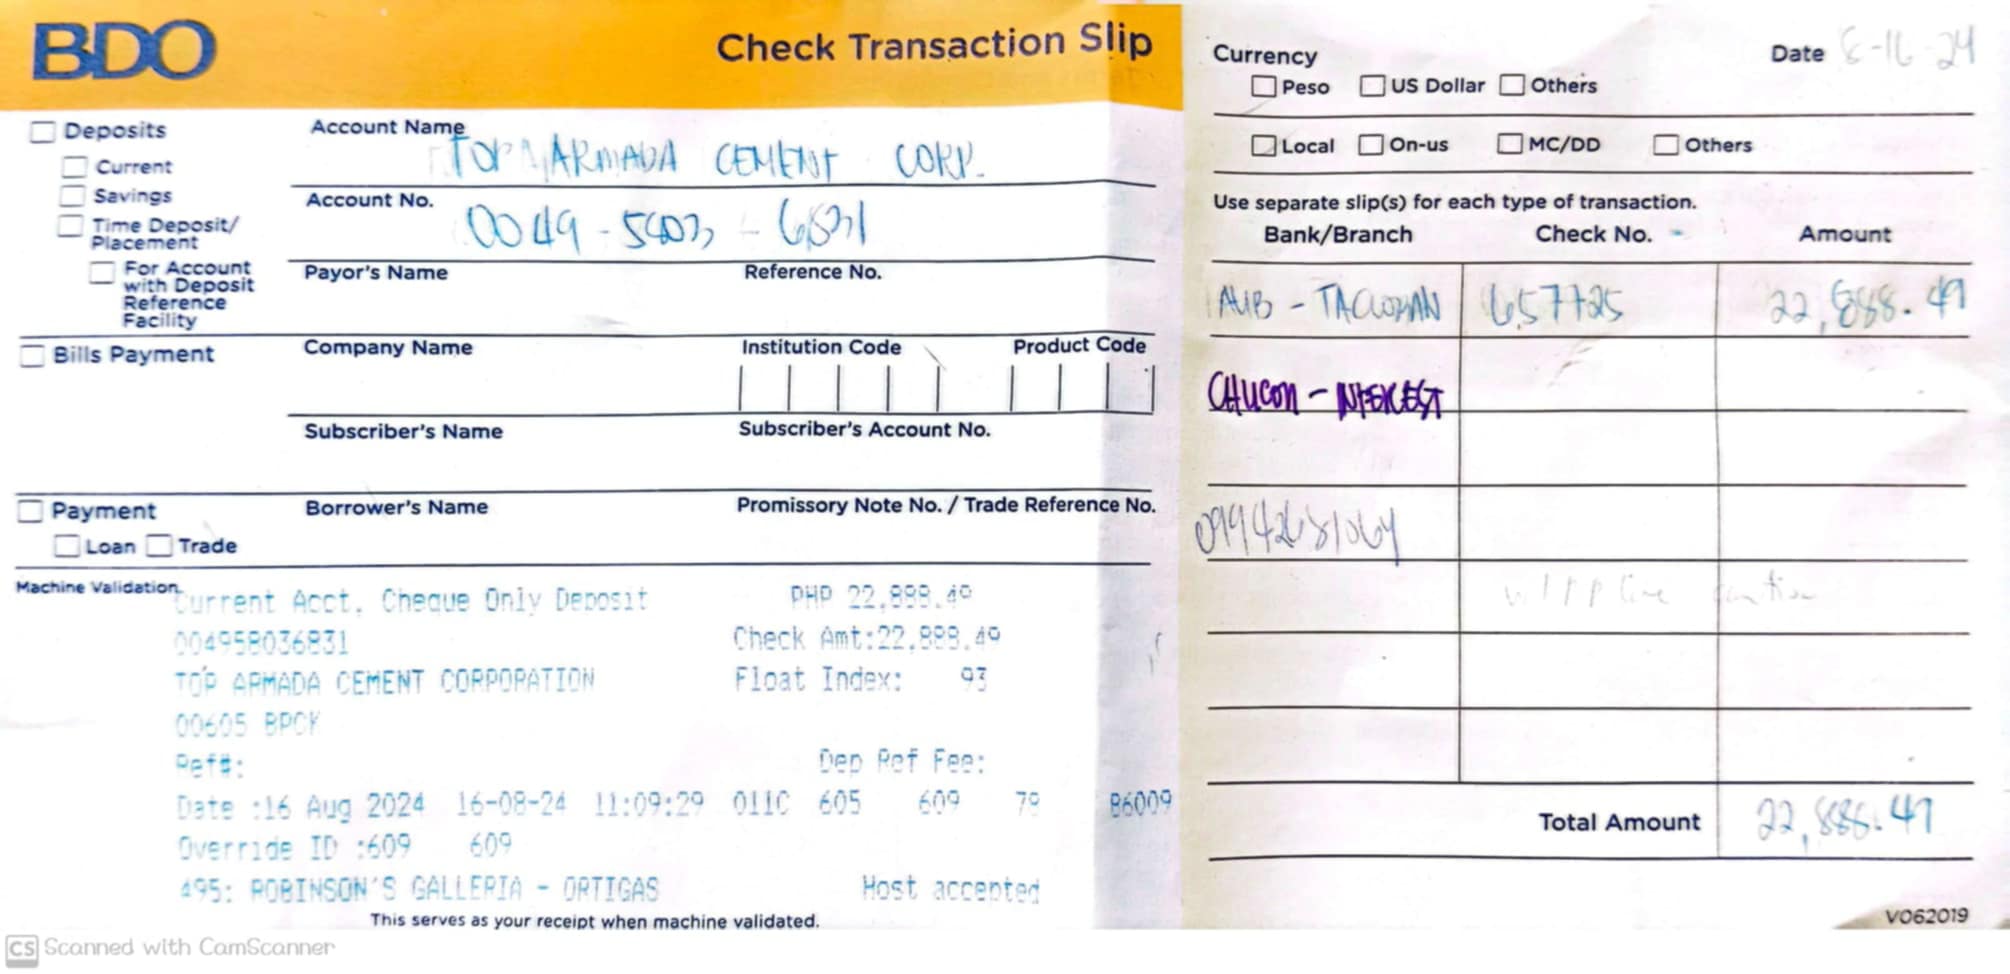 BDO
Check Transaction Slip
Deposits
Current
Savings
Time Deposit/
Placement
For Account
with Deposit
Reference
Facility
Bills Payment
Payment
Loan Trade
Account Name
TOP ARMADA CEMENT CORP.
Account No.
0049-5803-6831
Payor's Name Reference No.
Company Name Institution Code Product Code
Subscriber's Name Subscriber's Account No.
Borrower's Name Promissory Note No. / Trade Reference No.
Machine Validation
Current Acct. Cheque Only Deposit PHP 22,888.49
004958036831 Check Amt:22,888.49
TOP ARMADA CEMENT CORPORATION Float Index: 93
00605 BPCK
Ref#: Dep Ref Fee:
Date :16 Aug 2024 16-08-24 11:09:29 011C 605 609 78 86009
Override ID :609 609
495: ROBINSON'S GALLERIA - ORTIGAS Host accepted
This serves as your receipt when machine validated.
Currency Date 8-16-24
Peso US Dollar Others
Local On-us MC/DD Others
Use separate slip(s) for each type of transaction.
Bank/Branch Check No. Amount
AUB - TACLOBAN 657725 22,888.49
CHUCON - INTEREST
09942681064
Total Amount 22,888.49
V062019
CS Scanned with CamScanner